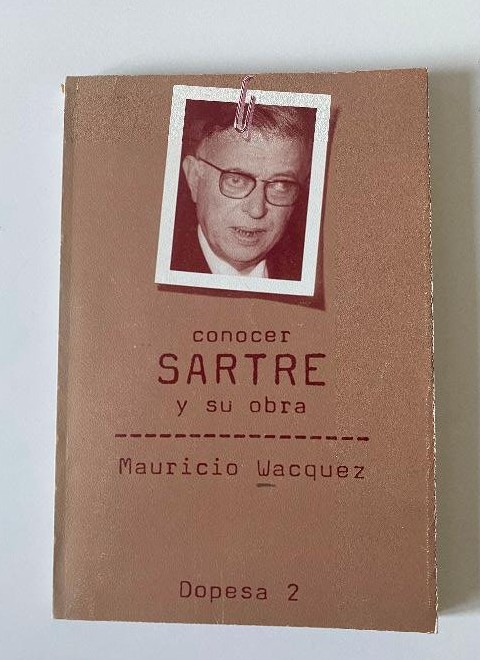 conocer
SARTRE
y su obra
Mauricio Wacquez
Dopesa 2